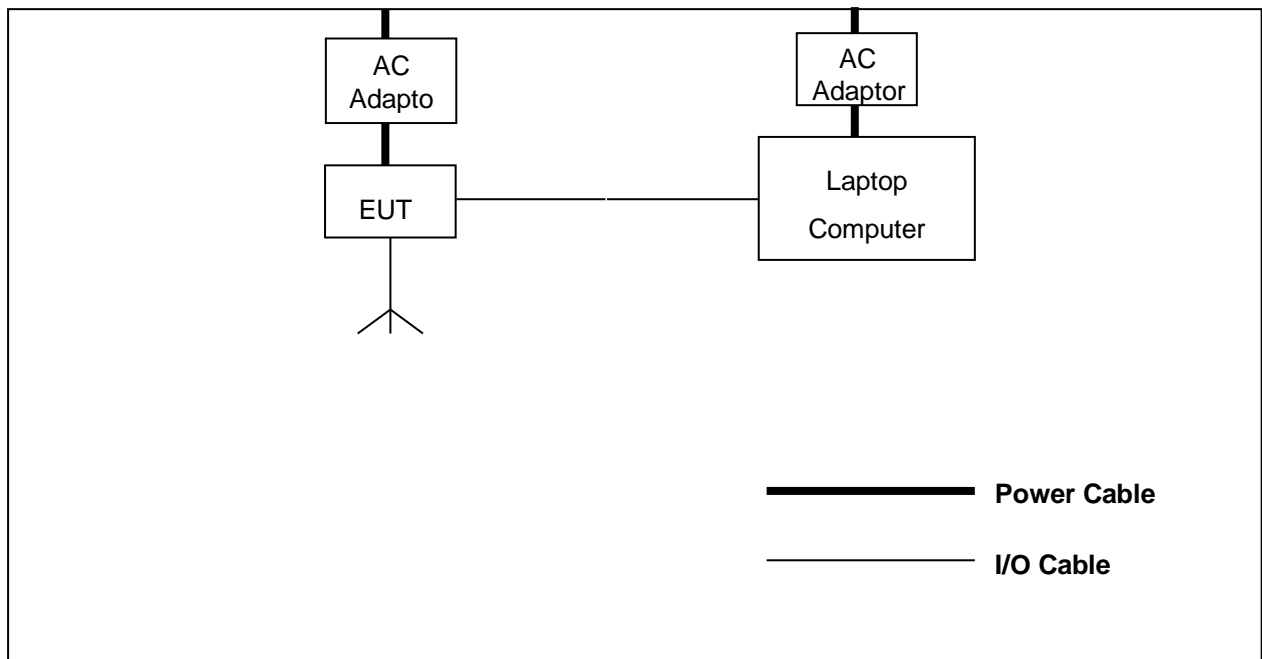 AC
Adapto
AC
Adaptor
EUT
Laptop
Computer
Power Cable
I/O Cable